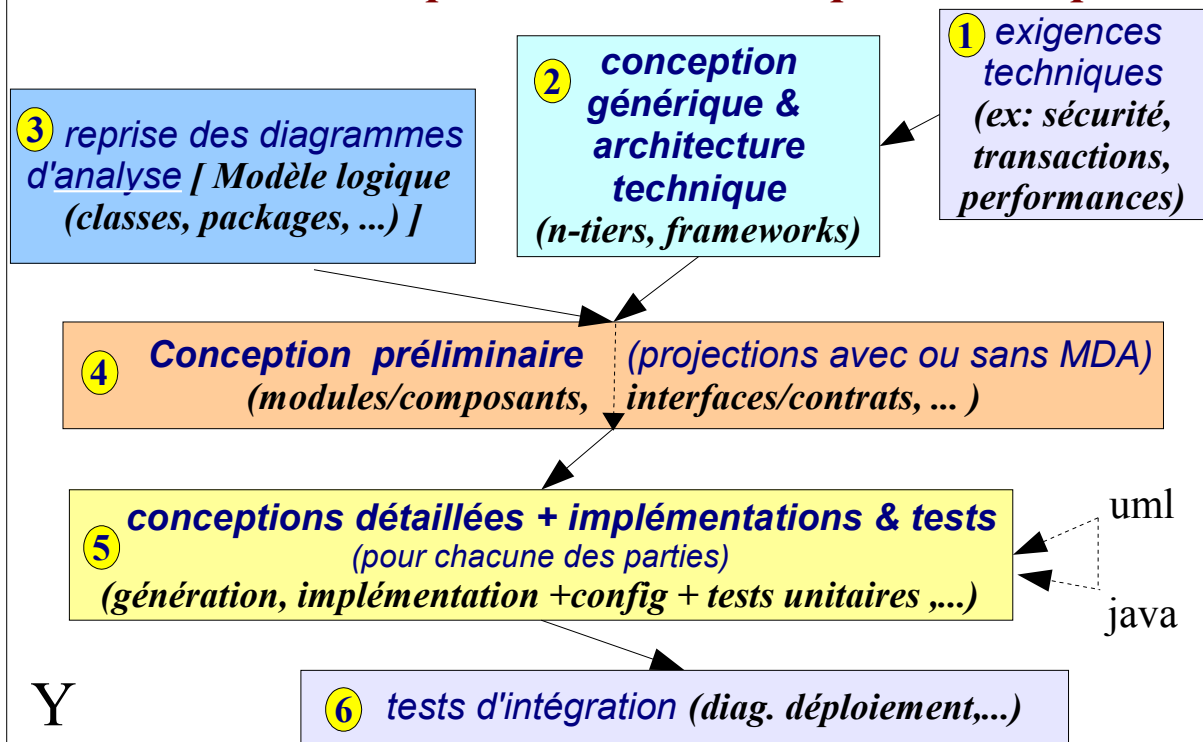 1 exigences
techniques
(ex: sécurité,
transactions,
performances)
2 conception
générique &
architecture
technique
(n-tiers, frameworks)
3 reprise des diagrammes
d'analyse [ Modèle logique
(classes, packages, ...) ]
4 Conception préliminaire (projections avec ou sans MDA)
(modules/composants, interfaces/contrats, ... )
5 conceptions détaillées + implémentations & tests
(pour chacune des parties)
(génération, implémentation +config + tests unitaires ,...)
uml
java
Y
6 tests d'intégration (diag. déploiement,...)